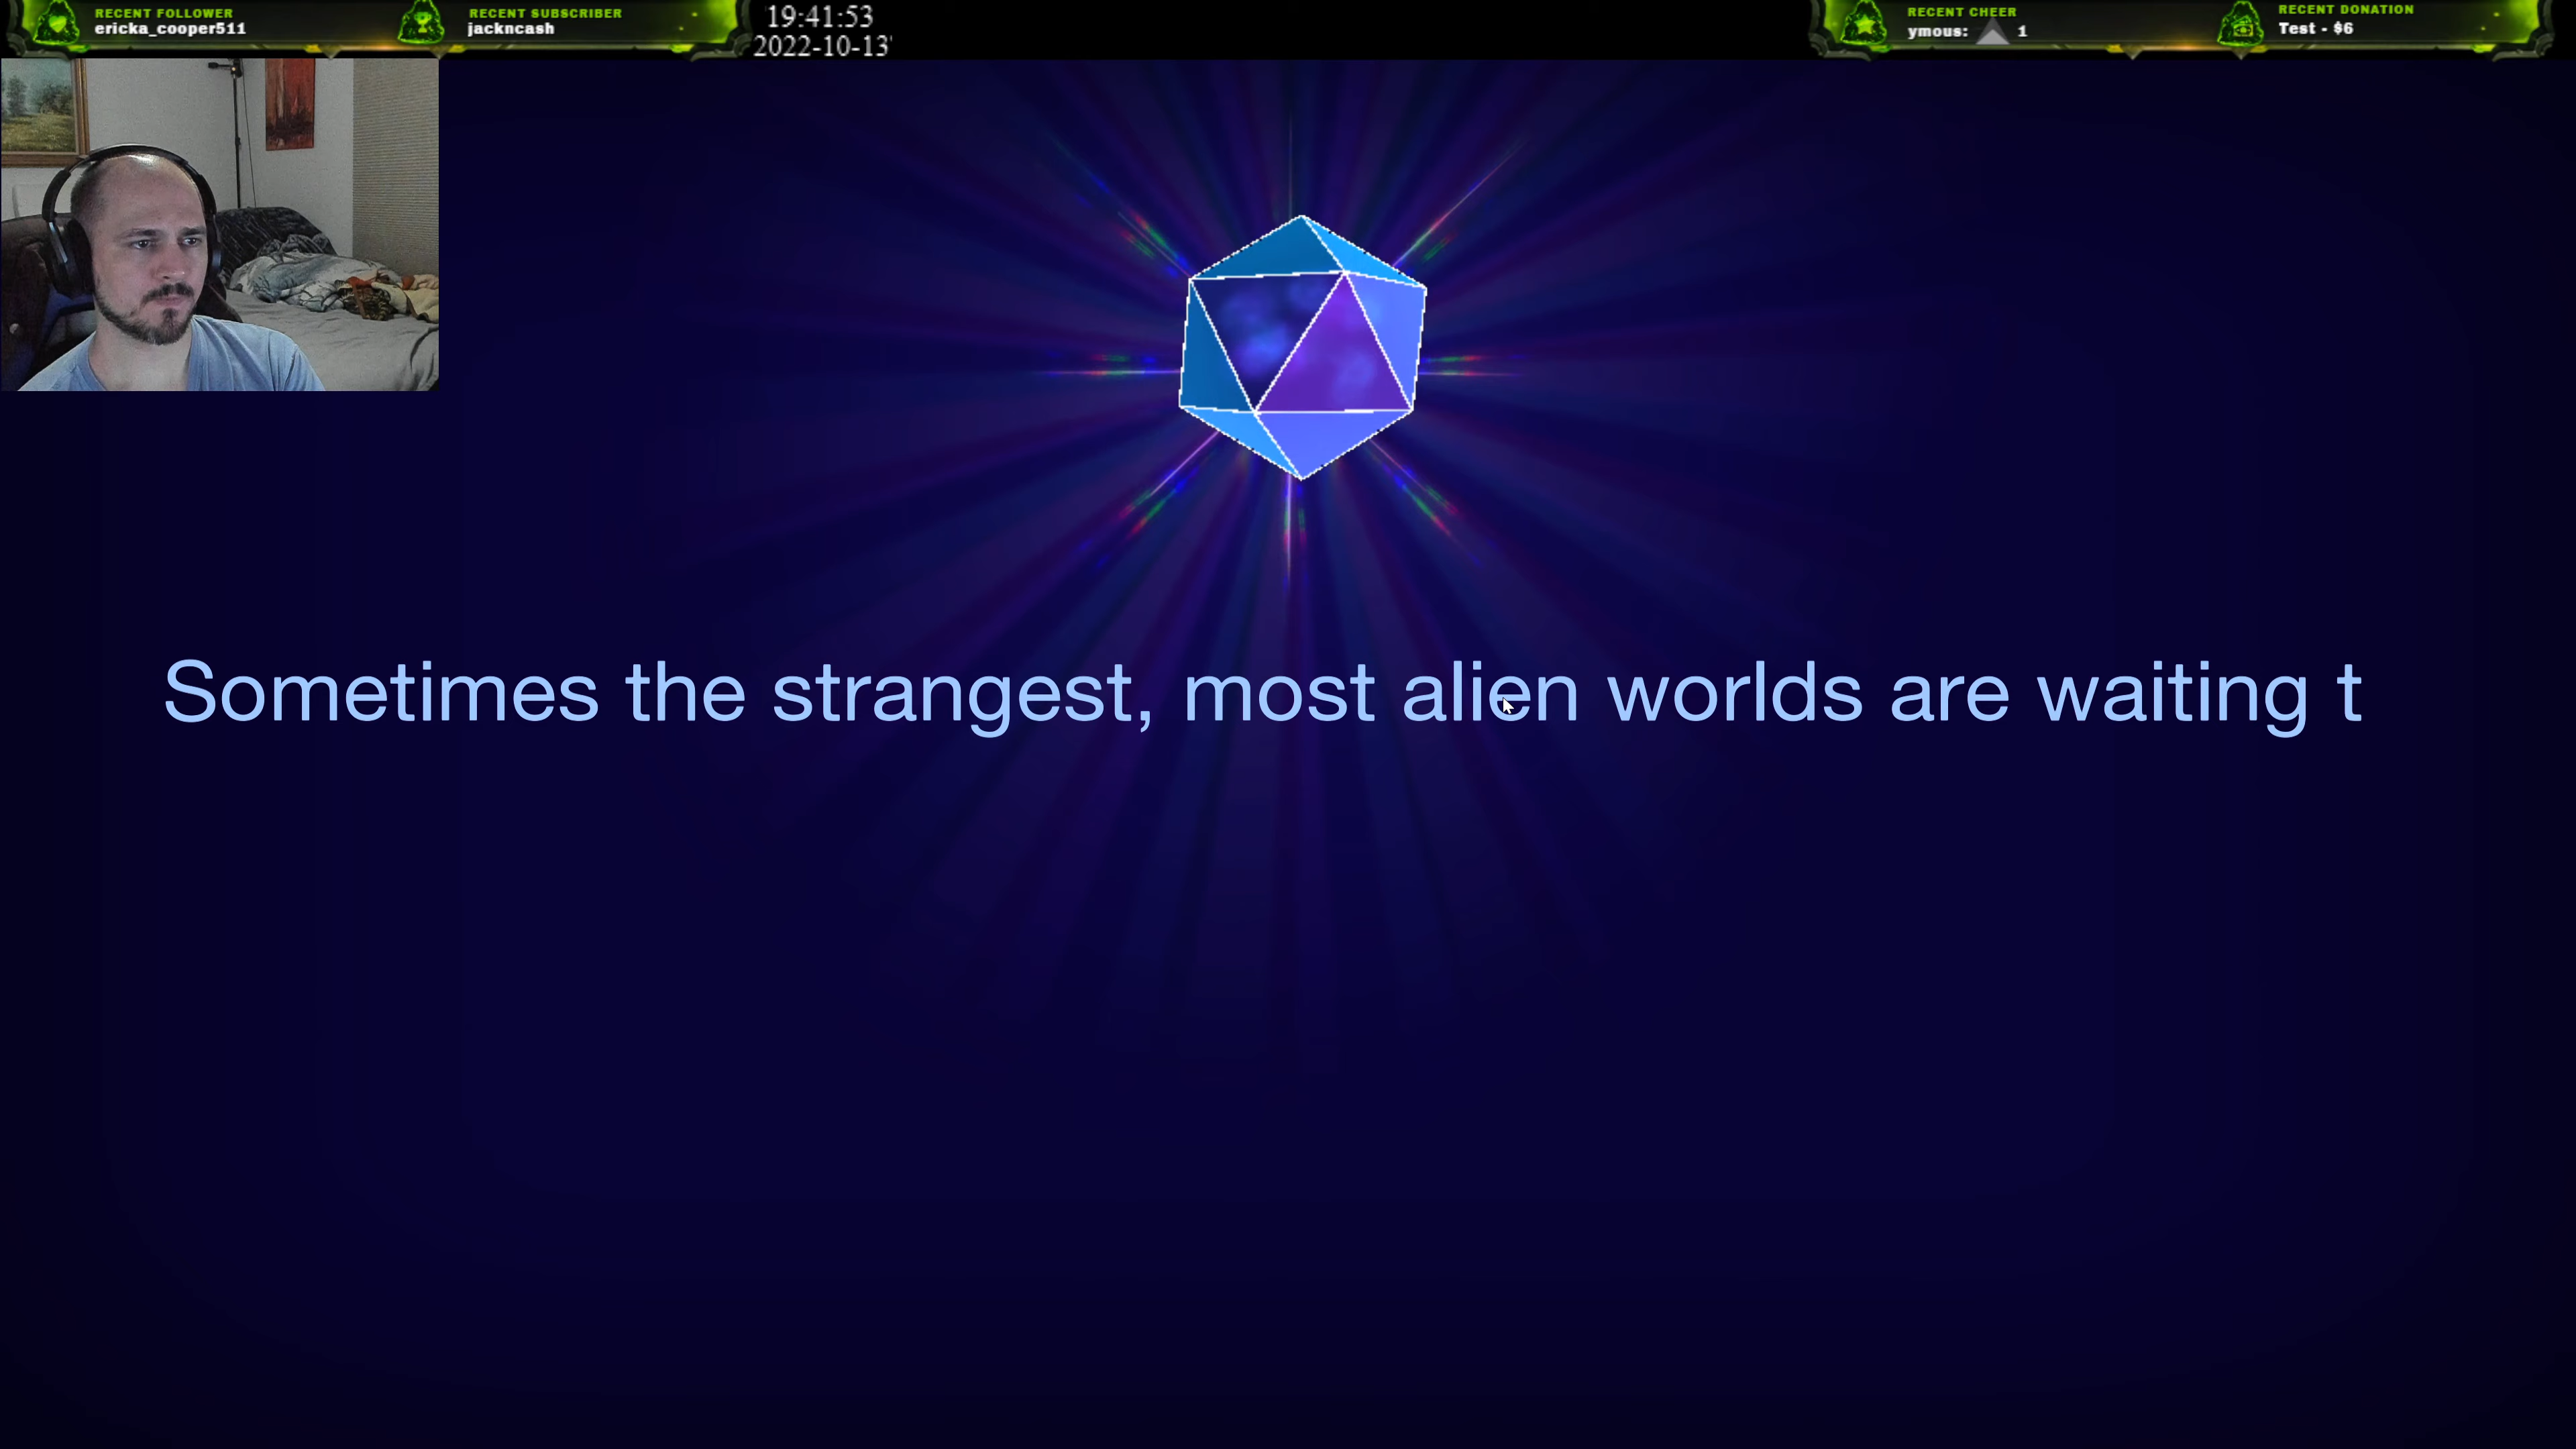 RECENT FOLLOWER
ericka_cooper511
RECENT SUBSCRIBER
jackncash
19:41:53
2022-10-13
RECENT CHEER
ymous: 1
RECENT DONATION
Test - $6
Sometimes the strangest, most alien worlds are waiting t